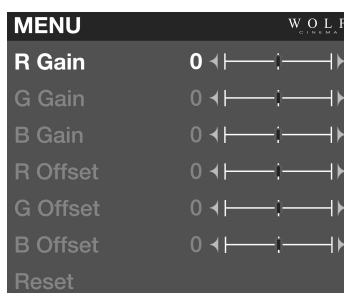 MENU WOLF
CINEMA
R Gain 0
G Gain 0
B Gain 0
R Offset 0
G Offset 0
B Offset 0
Reset